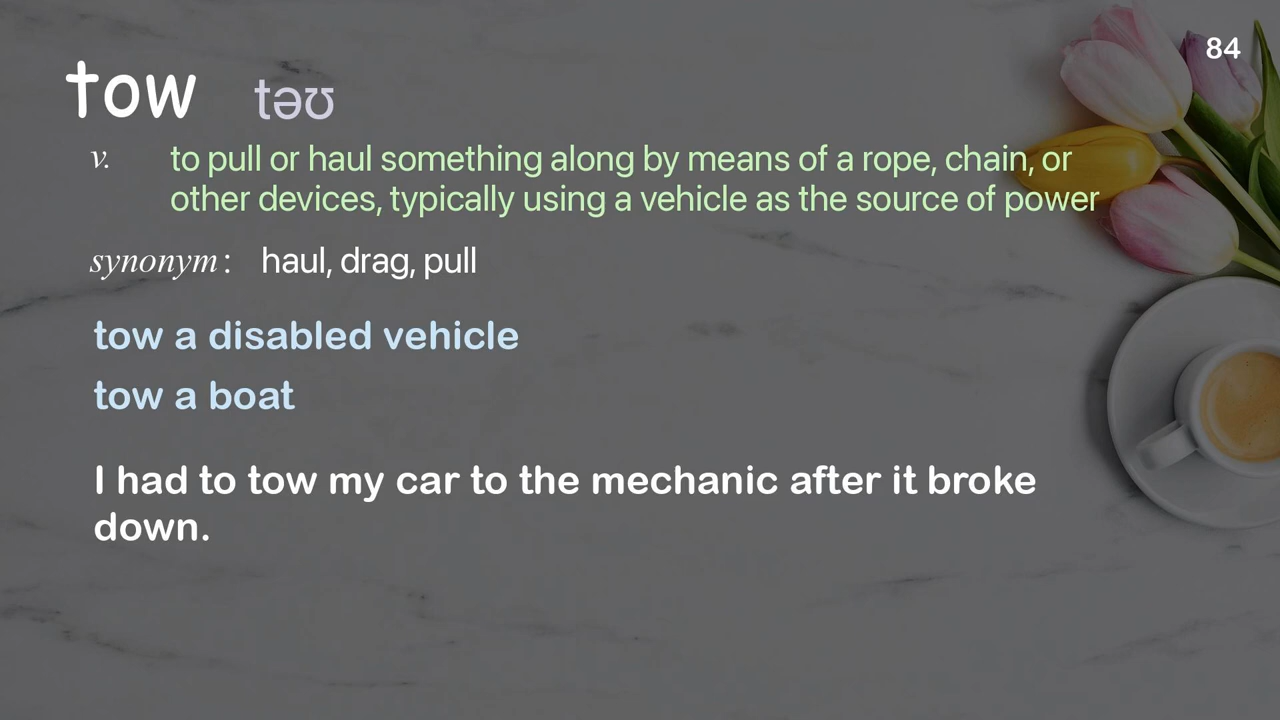 84
tow təʊ
v. to pull or haul something along by means of a rope, chain, or
other devices, typically using a vehicle as the source of power
synonym: haul, drag, pull
tow a disabled vehicle
tow a boat
I had to tow my car to the mechanic after it broke
down.